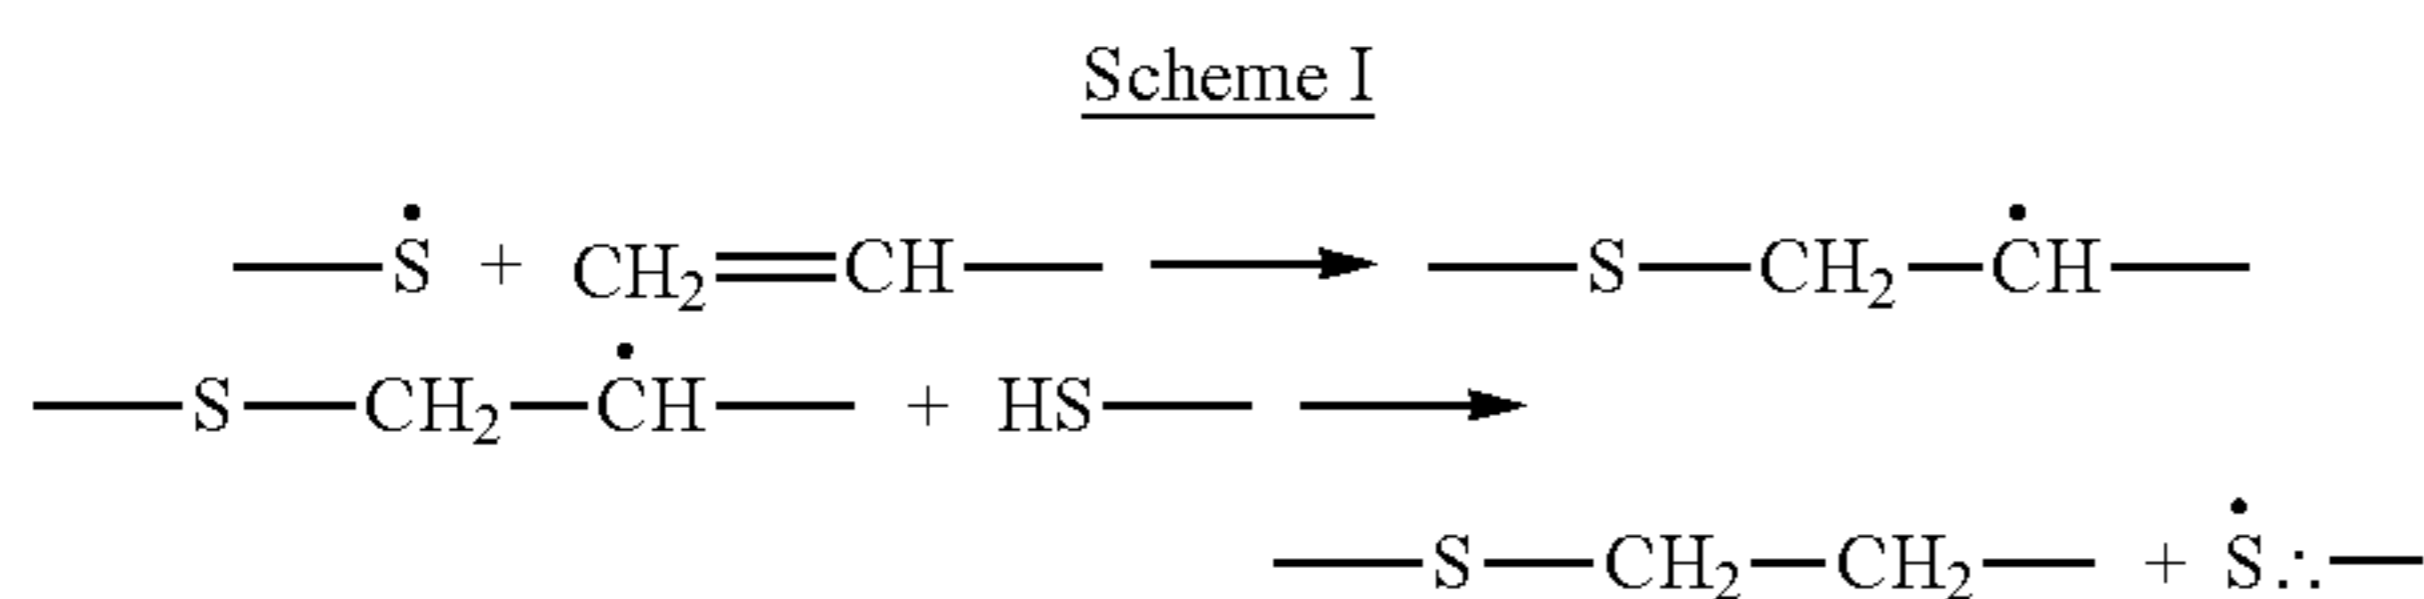 Scheme I
—Ṡ + CH₂═CH— → —S—CH₂—ĊH—
—S—CH₂—ĊH— + HS— →
—S—CH₂—CH₂— + Ṡ∴—